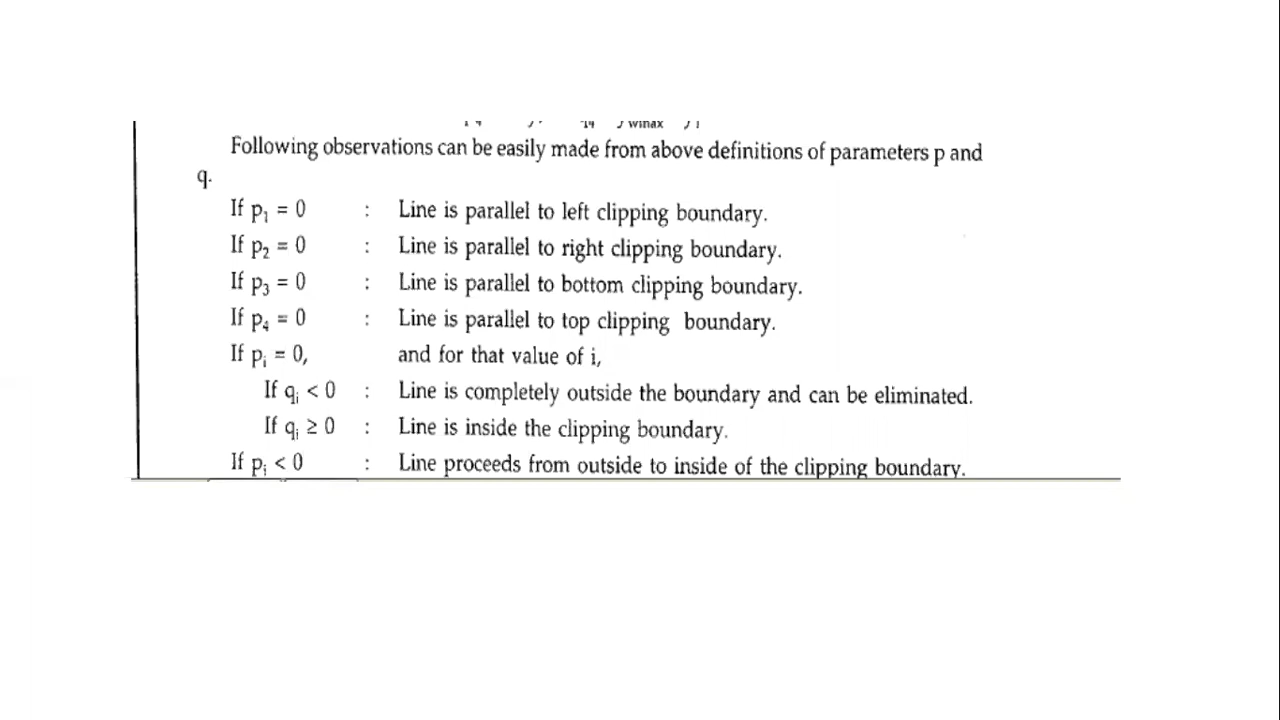 Following observations can be easily made from above definitions of parameters p and
q.
If p₁ = 0 : Line is parallel to left clipping boundary.
If p₂ = 0 : Line is parallel to right clipping boundary.
If p₃ = 0 : Line is parallel to bottom clipping boundary.
If p₄ = 0 : Line is parallel to top clipping boundary.
If pᵢ = 0, and for that value of i,
If qᵢ < 0 : Line is completely outside the boundary and can be eliminated.
If qᵢ ≥ 0 : Line is inside the clipping boundary.
If pᵢ < 0 : Line proceeds from outside to inside of the clipping boundary.